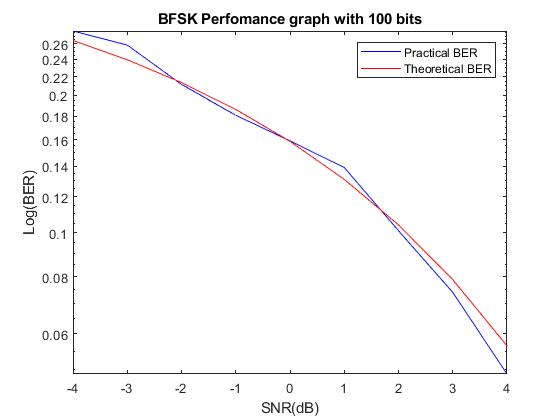 BFSK Perfomance graph with 100 bits
Practical BER
Theoretical BER
0.26
0.24
0.22
0.2
0.18
0.16
0.14
0.12
0.1
0.08
0.06
Log(BER)
-4 -3 -2 -1 0 1 2 3 4
SNR(dB)